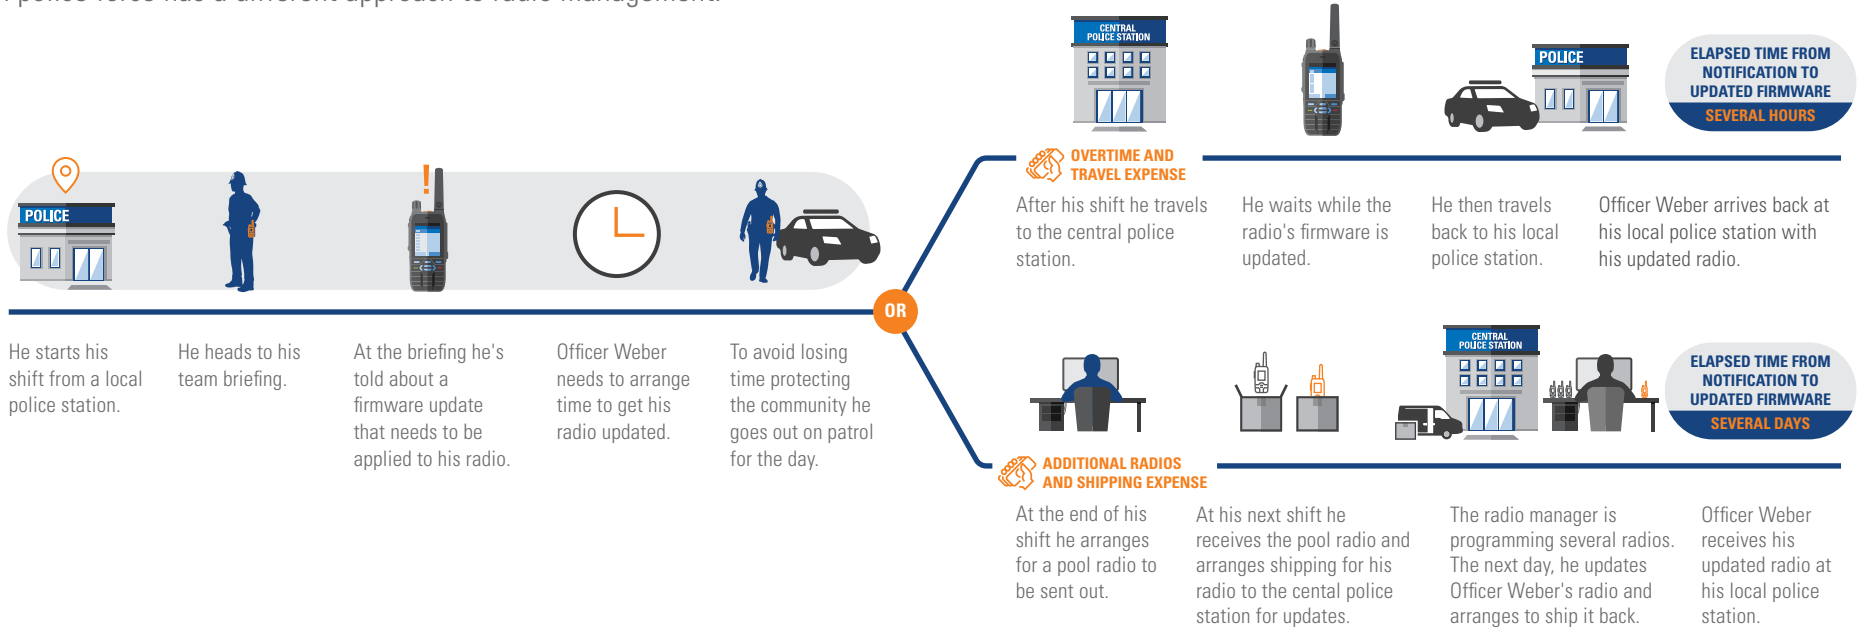 police force has a different approach to radio management.
POLICE
!
He starts his
shift from a local
police station.
He heads to his
team briefing.
At the briefing he's
told about a
firmware update
that needs to be
applied to his radio.
Officer Weber
needs to arrange
time to get his
radio updated.
To avoid losing
time protecting
the community he
goes out on patrol
for the day.
OR
CENTRAL
POLICE STATION
POLICE
ELAPSED TIME FROM
NOTIFICATION TO
UPDATED FIRMWARE
SEVERAL HOURS
OVERTIME AND
TRAVEL EXPENSE
After his shift he travels
to the central police
station.
He waits while the
radio's firmware is
updated.
He then travels
back to his local
police station.
Officer Weber arrives back at
his local police station with
his updated radio.
CENTRAL
POLICE STATION
ELAPSED TIME FROM
NOTIFICATION TO
UPDATED FIRMWARE
SEVERAL DAYS
ADDITIONAL RADIOS
AND SHIPPING EXPENSE
At the end of his
shift he arranges
for a pool radio to
be sent out.
At his next shift he
receives the pool radio and
arranges shipping for his
radio to the cental police
station for updates.
The radio manager is
programming several radios.
The next day, he updates
Officer Weber's radio and
arranges to ship it back.
Officer Weber
receives his
updated radio at
his local police
station.